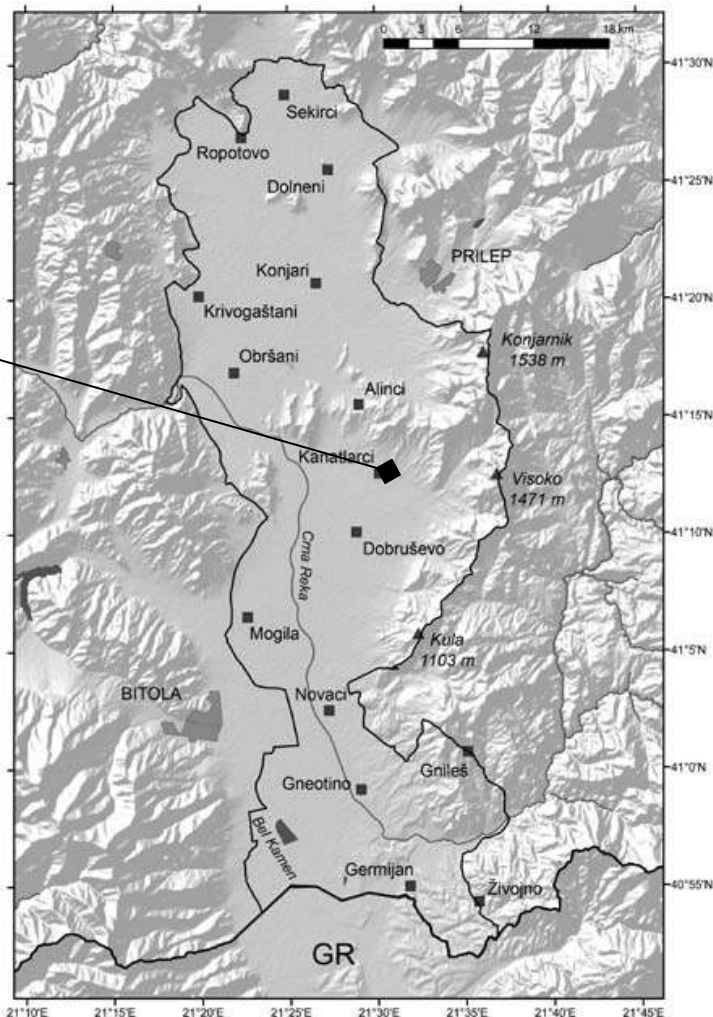 0 3 6 12 18 km
41°30'
Sekirci
Ropotovo
Dolneni
41°25'
PRILEP
Konjari
41°20'
Krivogaštani
Konjarnik
1538 m
Obršani
Alinci
41°15'
Kanatlarci
Visoko
1471 m
Crna Reka
Dobruševo
41°10'
Mogila
Kula
1103 m
41°5'
BITOLA
Novaci
Gnileš
41°0'
Gneotino
Bel Kamen
Germijan
Živojno
40°55'
GR
21°10'E 21°15' 21°20' 21°25' 21°30' 21°35' 21°40' 21°45'